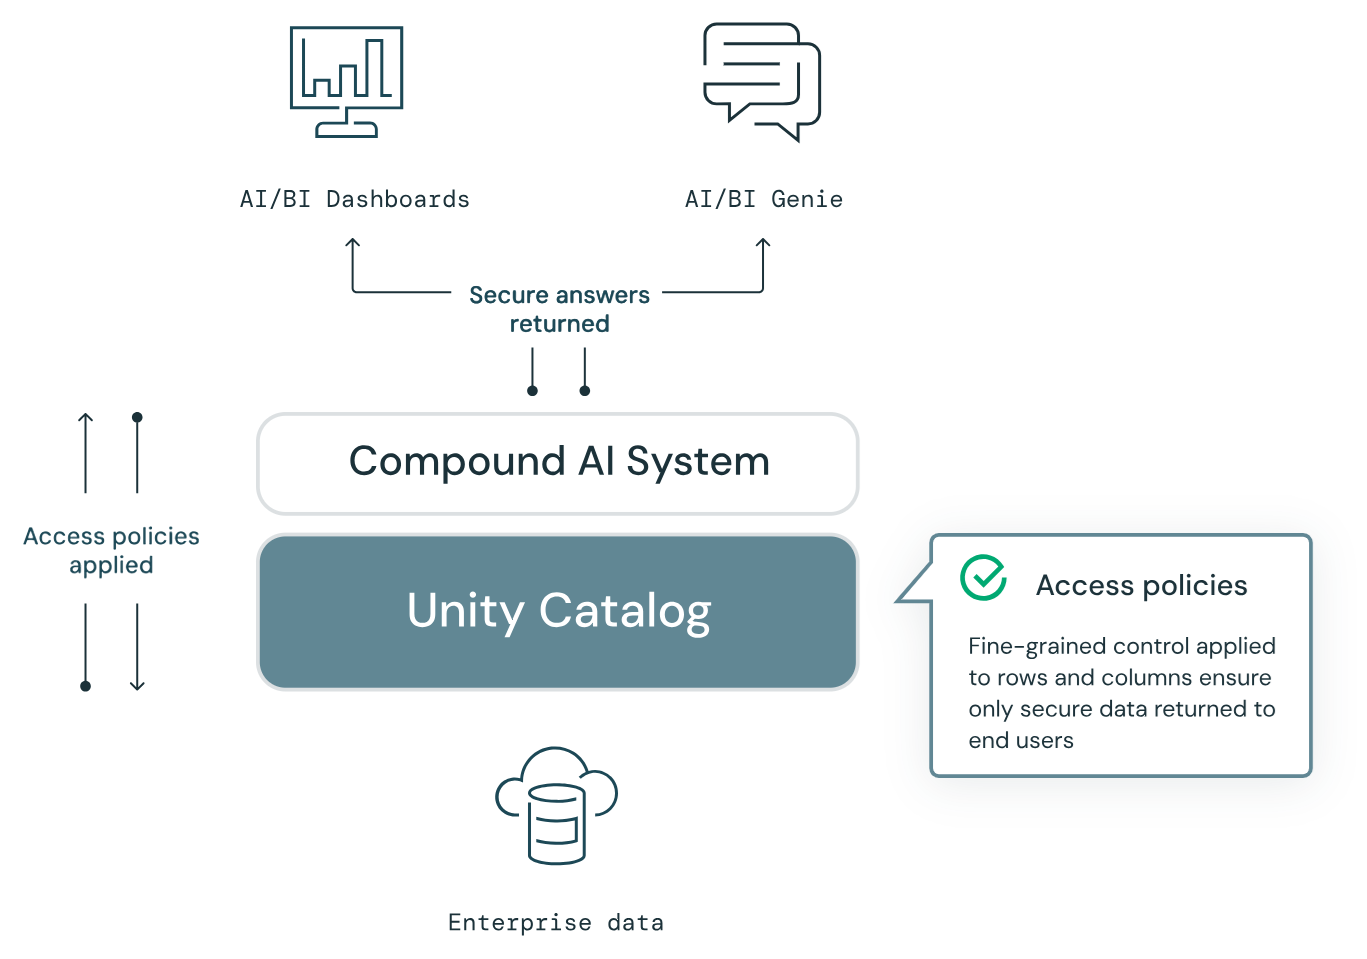 AI/BI Dashboards
AI/BI Genie
Secure answers
returned
Compound AI System
Access policies
applied
Unity Catalog
Access policies
Fine-grained control applied
to rows and columns ensure
only secure data returned to
end users
Enterprise data